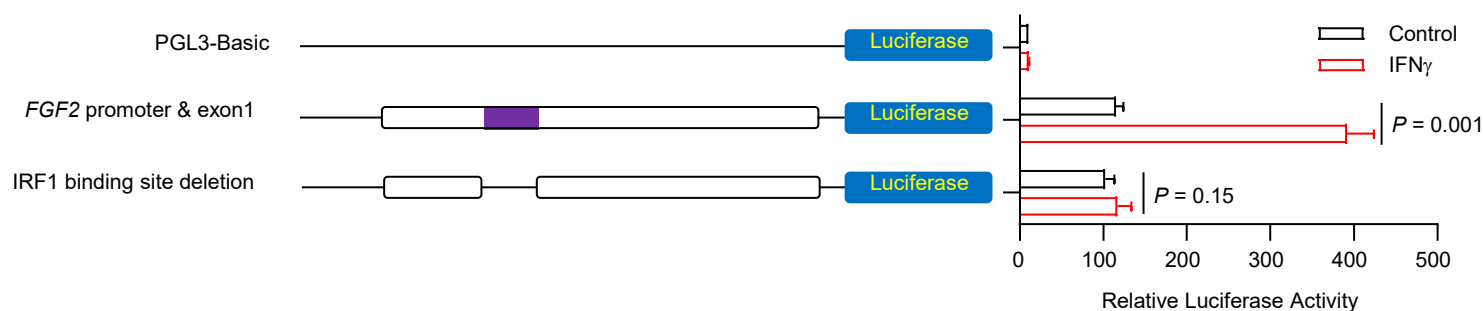 PGL3-Basic
Luciferase
Control
IFNγ
FGF2 promoter & exon1
Luciferase
P = 0.001
IRF1 binding site deletion
Luciferase
P = 0.15
0 100 200 300 400 500
Relative Luciferase Activity